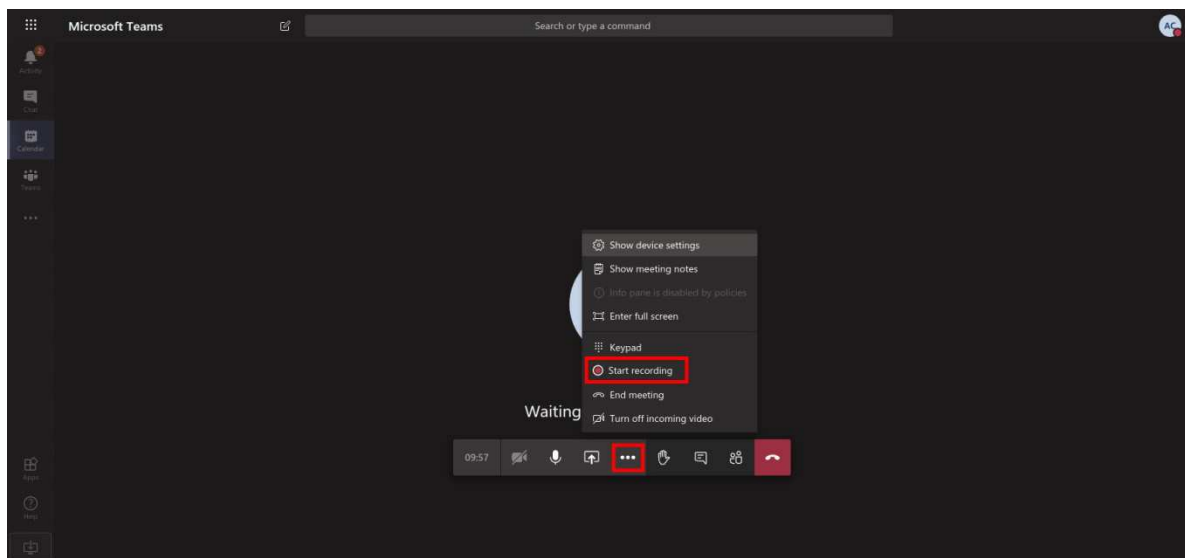 Microsoft Teams
Search or type a command
AC
2
Activity
Chat
Calendar
Teams
Show device settings
Show meeting notes
Info pane is disabled by policies
Enter full screen
Keypad
Start recording
End meeting
Turn off incoming video
Waiting
09:57
Apps
Help